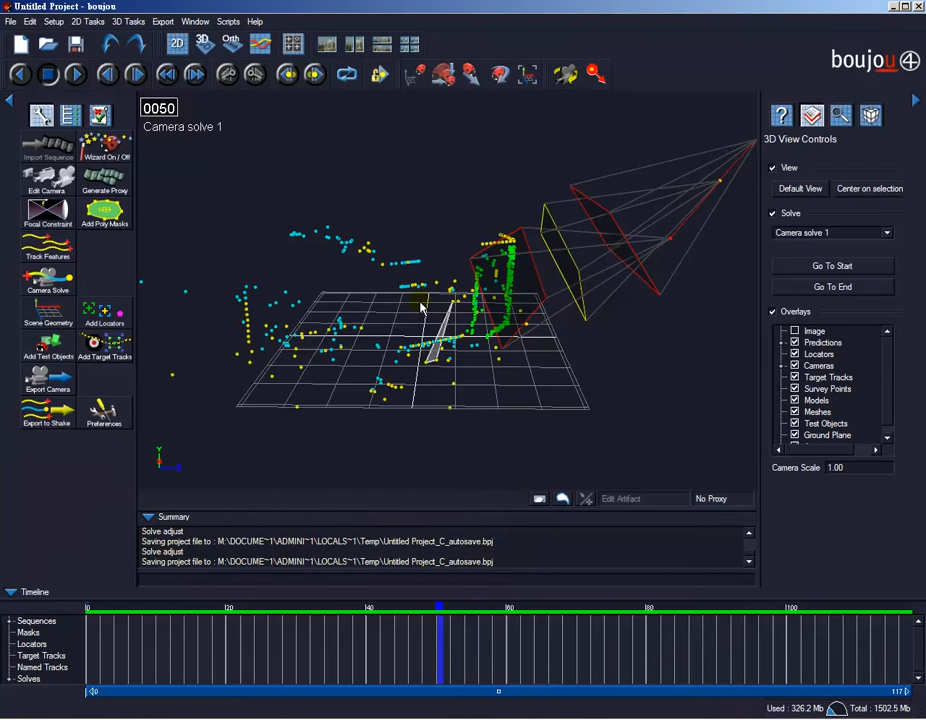 Untitled Project - boujou
File Edit Setup 2D Tasks 3D Tasks Export Window Scripts Help
2D 3D Orth
boujou 4
0050
Camera solve 1
Import Sequence Wizard On / Off
Edit Camera Generate Proxy
Focal Constraint Add Poly Masks
Track Features
Camera Solve
Scene Geometry Add Locators
Add Test Objects Add Target Tracks
Export Camera
Export to Shake Preferences
3D View Controls
View
Default View Center on selection
Solve
Camera solve 1
Go To Start
Go To End
Overlays
Image
Predictions
Locators
Cameras
Target Tracks
Survey Points
Models
Meshes
Test Objects
Ground Plane
Camera Scale 1.00
Y
Edit Artifact No Proxy
Summary
Solve adjust
Saving project file to : M:\DOCUME~1\ADMINI~1\LOCALS~1\Temp\Untitled Project_C_autosave.bpj
Solve adjust
Saving project file to : M:\DOCUME~1\ADMINI~1\LOCALS~1\Temp\Untitled Project_C_autosave.bpj
Timeline
0 20 40 60 80 100
Sequences
Masks
Locators
Target Tracks
Named Tracks
Solves
0 117
Used : 326.2 Mb Total : 1502.5 Mb